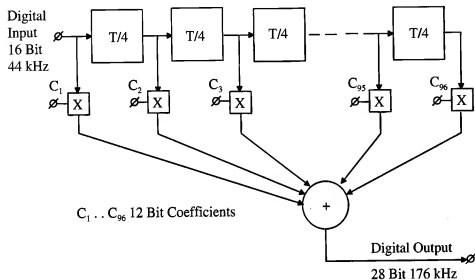 Digital
Input
16 Bit
44 kHz
T/4 T/4 T/4 T/4
C₁ C₂ C₃ C₉₅ C₉₆
X X X X X
+
C₁ . . C₉₆ 12 Bit Coefficients
Digital Output
28 Bit 176 kHz